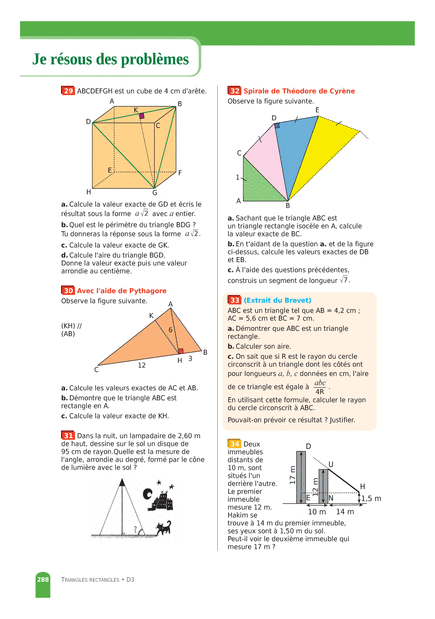 Je résous des problèmes
29 ABCDEFGH est un cube de 4 cm d'arête.
A
B
K
D
C
E
F
H
G
a. Calcule la valeur exacte de GD et écris le
résultat sous la forme a√2 avec a entier.
b. Quel est le périmètre du triangle BDG ?
Tu donneras la réponse sous la forme a√2.
c. Calcule la valeur exacte de GK.
d. Calcule l'aire du triangle BGD.
Donne la valeur exacte puis une valeur
arrondie au centième.
30 Avec l'aide de Pythagore
Observe la figure suivante.
A
K
(KH) //
(AB)
6
B
H
3
12
C
a. Calcule les valeurs exactes de AC et AB.
b. Démontre que le triangle ABC est
rectangle en A.
c. Calcule la valeur exacte de KH.
31 Dans la nuit, un lampadaire de 2,60 m
de haut, dessine sur le sol un disque de
95 cm de rayon.Quelle est la mesure de
l'angle, arrondie au degré, formé par le cône
de lumière avec le sol ?
?
32 Spirale de Théodore de Cyrène
Observe la figure suivante.
E
D
C
1
A
B
a. Sachant que le triangle ABC est
un triangle rectangle isocèle en A, calcule
la valeur exacte de BC.
b. En t'aidant de la question a. et de la figure
ci-dessus, calcule les valeurs exactes de DB
et EB.
c. À l'aide des questions précédentes,
construis un segment de longueur √7.
33 (Extrait du Brevet)
ABC est un triangle tel que AB = 4,2 cm ;
AC = 5,6 cm et BC = 7 cm.
a. Démontrer que ABC est un triangle
rectangle.
b. Calculer son aire.
c. On sait que si R est le rayon du cercle
circonscrit à un triangle dont les côtés ont
pour longueurs a, b, c données en cm, l'aire
de ce triangle est égale à abc/4R .
En utilisant cette formule, calculer le rayon
du cercle circonscrit à ABC.
Pouvait-on prévoir ce résultat ? Justifier.
34 Deux
immeubles
distants de
10 m, sont
situés l'un
derrière l'autre.
Le premier
immeuble
mesure 12 m.
Hakim se
trouve à 14 m du premier immeuble,
ses yeux sont à 1,50 m du sol.
Peut-il voir le deuxième immeuble qui
mesure 17 m ?
D
U
17 m
12 m
H
E
N
1,5 m
10 m
14 m
288 TRIANGLES RECTANGLES • D3